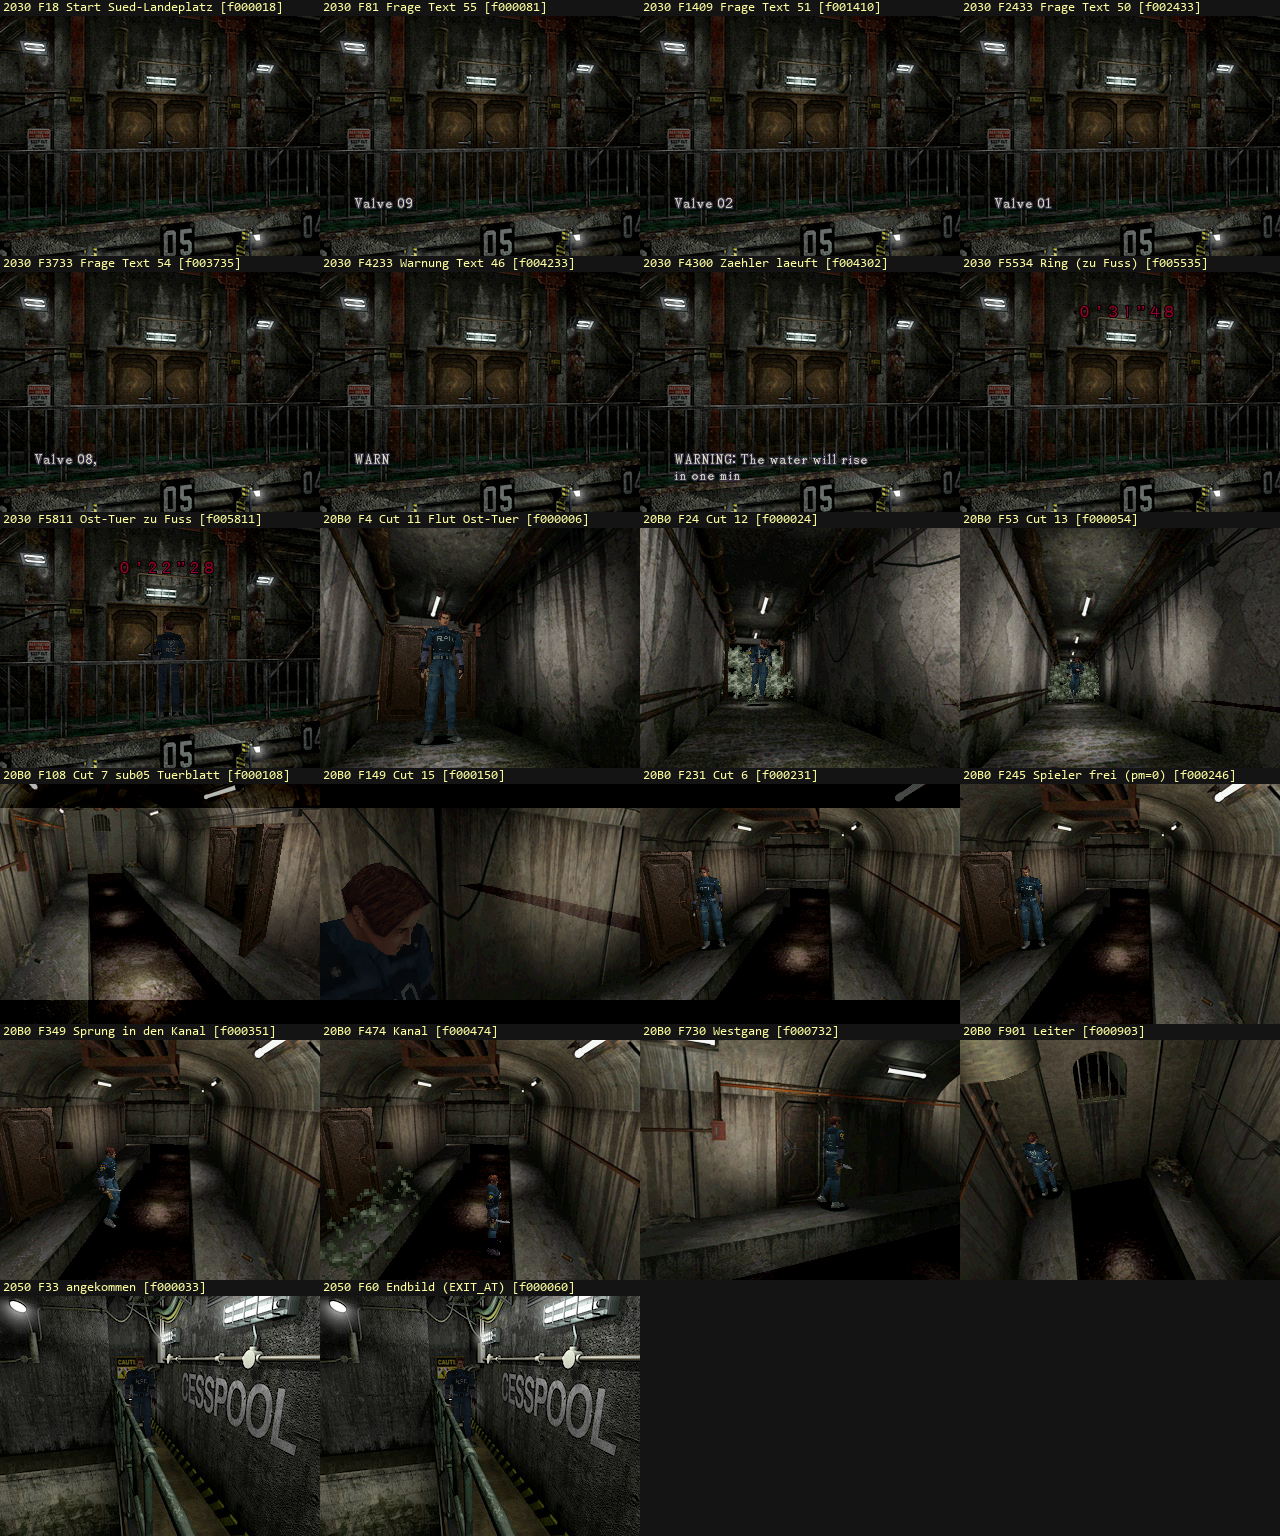 2030 F18 Start Sued-Landeplatz [f000018]
2030 F81 Frage Text 55 [f000081]
2030 F1409 Frage Text 51 [f001410]
2030 F2433 Frage Text 50 [f002433]
05
Valve 09
05
Valve 02
05
Valve 01
05
2030 F3733 Frage Text 54 [f003735]
2030 F4233 Warnung Text 46 [f004233]
2030 F4300 Zaehler laeuft [f004302]
2030 F5534 Ring (zu Fuss) [f005535]
Valve 08,
05
WARN
05
WARNING: The water will rise
in one min
05
0'31"48
05
2030 F5811 Ost-Tuer zu Fuss [f005811]
20B0 F4 Cut 11 Flut Ost-Tuer [f000006]
20B0 F24 Cut 12 [f000024]
20B0 F53 Cut 13 [f000054]
0'22"28
05
20B0 F108 Cut 7 sub05 Tuerblatt [f000108]
20B0 F149 Cut 15 [f000150]
20B0 F231 Cut 6 [f000231]
20B0 F245 Spieler frei (pm=0) [f000246]
20B0 F349 Sprung in den Kanal [f000351]
20B0 F474 Kanal [f000474]
20B0 F730 Westgang [f000732]
20B0 F901 Leiter [f000903]
2050 F33 angekommen [f000033]
2050 F60 Endbild (EXIT_AT) [f000060]
CESSPOOL
CESSPOOL